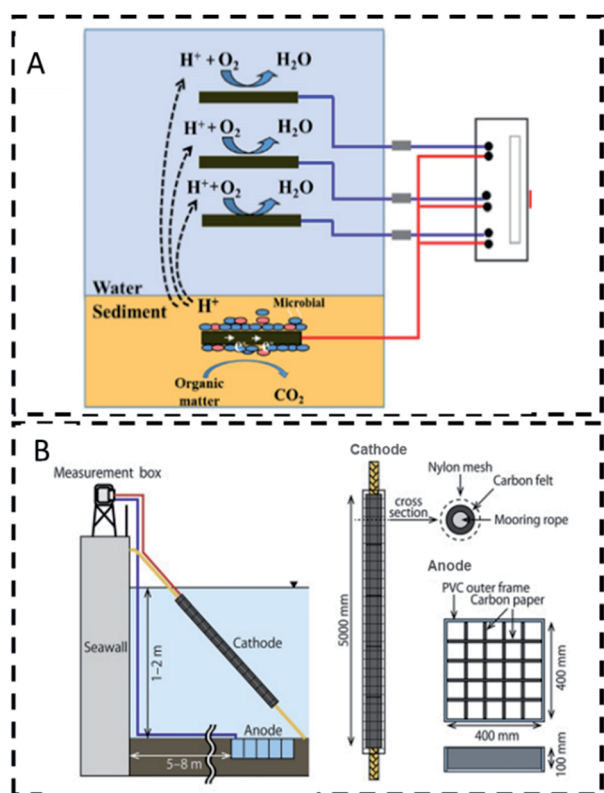 A
H⁺ + O₂ H₂O
H⁺ + O₂ H₂O
H⁺ + O₂ H₂O
Water
Sediment
H⁺
Microbial
e⁻ e⁻
Organic
matter
CO₂
B
Measurement box
Seawall
1–2 m
Cathode
Anode
5–8 m
Cathode
Nylon mesh
Carbon felt
cross
section
Mooring rope
5000 mm
Anode
PVC outer frame
Carbon paper
400 mm
400 mm
100 mm